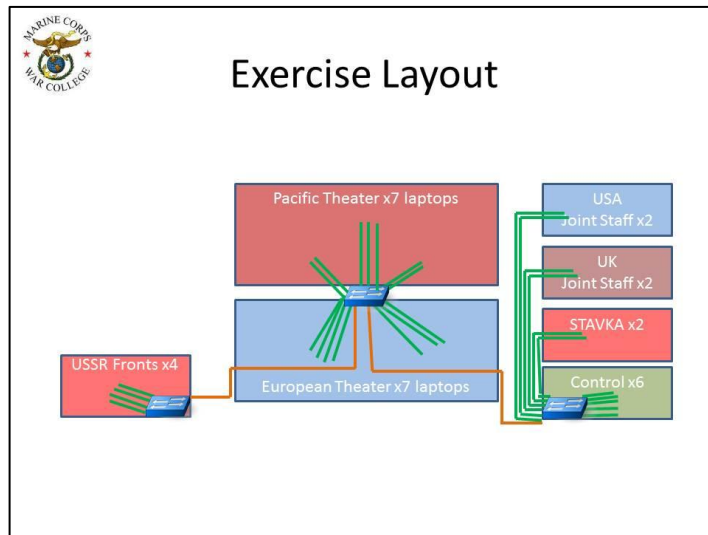 MARINE CORPS
WAR COLLEGE
Exercise Layout
Pacific Theater x7 laptops
USA
Joint Staff x2
UK
Joint Staff x2
STAVKA x2
USSR Fronts x4
European Theater x7 laptops
Control x6